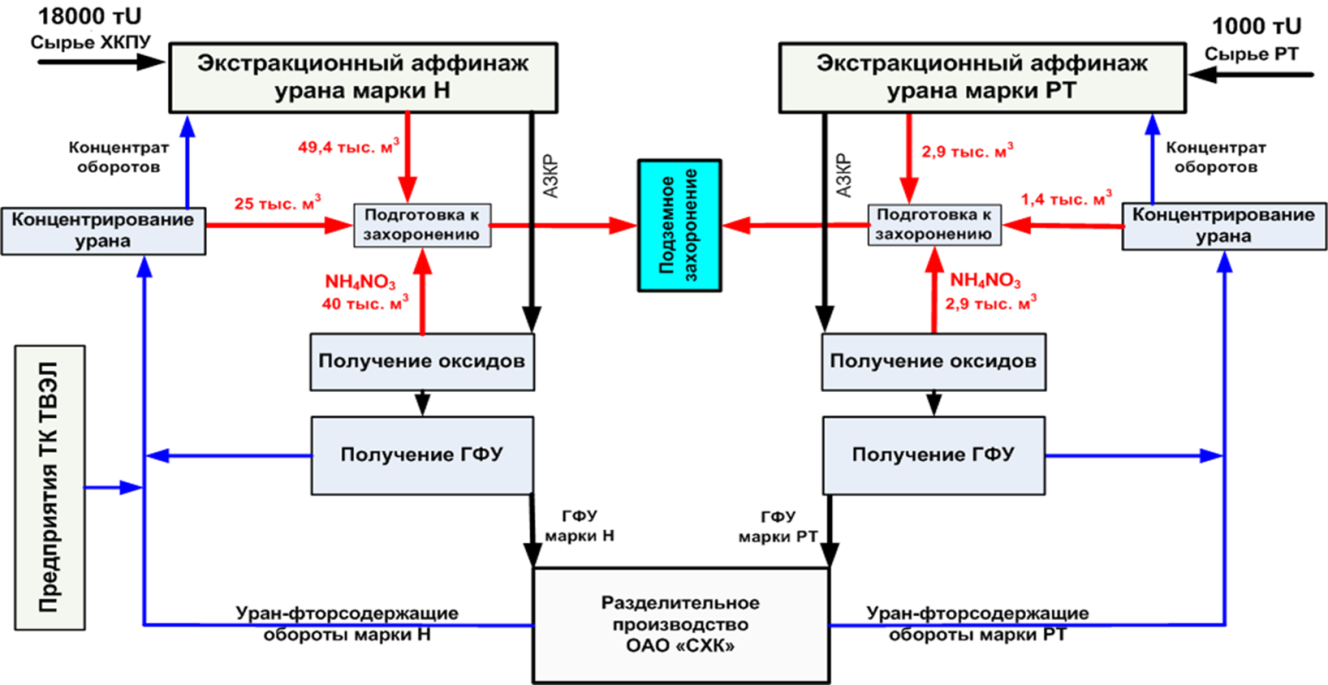 18000 тU
Сырье ХКПУ
1000 тU
Сырье РТ
Экстракционный аффинаж
урана марки Н
Экстракционный аффинаж
урана марки РТ
Концентрат
оборотов
49,4 тыс. м³
АЗКР
Подземное
захоронение
АЗКР
2,9 тыс. м³
Концентрат
оборотов
Концентрирование
урана
25 тыс. м³
Подготовка к
захоронению
Подготовка к
захоронению
1,4 тыс. м³
Концентрирование
урана
NH₄NO₃
40 тыс. м³
NH₄NO₃
2,9 тыс. м³
Предприятия ТК ТВЭЛ
Получение оксидов
Получение оксидов
Получение ГФУ
Получение ГФУ
ГФУ
марки Н
ГФУ
марки РТ
Уран-фторсодержащие
обороты марки Н
Разделительное
производство
ОАО «СХК»
Уран-фторсодержащие
обороты марки РТ